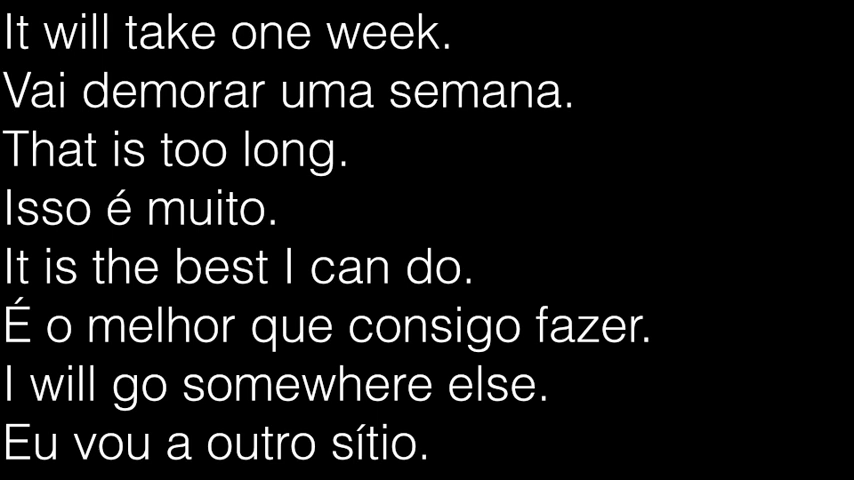 It will take one week.
Vai demorar uma semana.
That is too long.
Isso é muito.
It is the best I can do.
É o melhor que consigo fazer.
I will go somewhere else.
Eu vou a outro sítio.